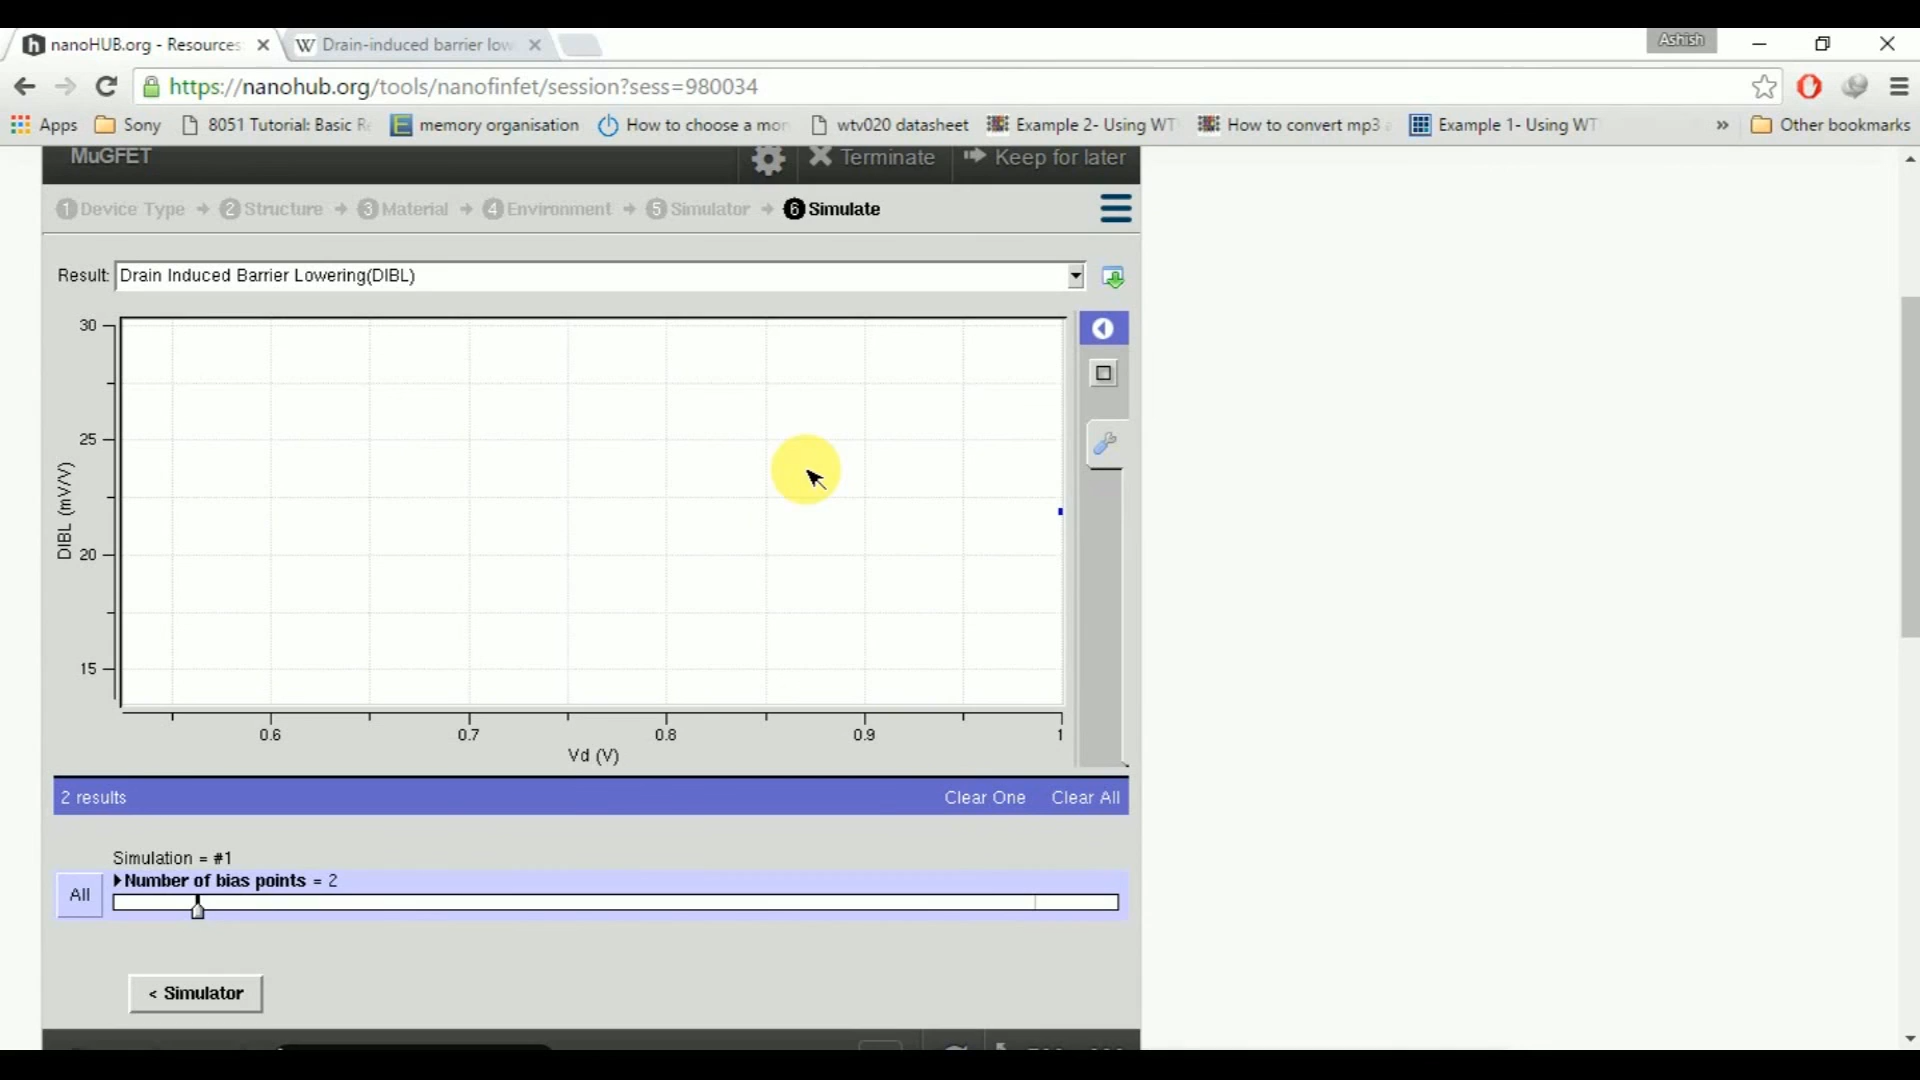 nanoHUB.org - Resources
Drain-induced barrier low
Ashish
https://nanohub.org/tools/nanofinfet/session?sess=980034
Apps Sony 8051 Tutorial: Basic R memory organisation How to choose a mor wtv020 datasheet Example 2- Using WT How to convert mp3 Example 1- Using WT » Other bookmarks
MuGFET Terminate Keep for later
1 Device Type 2 Structure 3 Material 4 Environment 5 Simulator 6 Simulate
Result: Drain Induced Barrier Lowering(DIBL)
30
25
20
15
DIBL (mV/V)
0.6 0.7 0.8 0.9 1
Vd (V)
2 results Clear One Clear All
Simulation = #1
All Number of bias points = 2
< Simulator